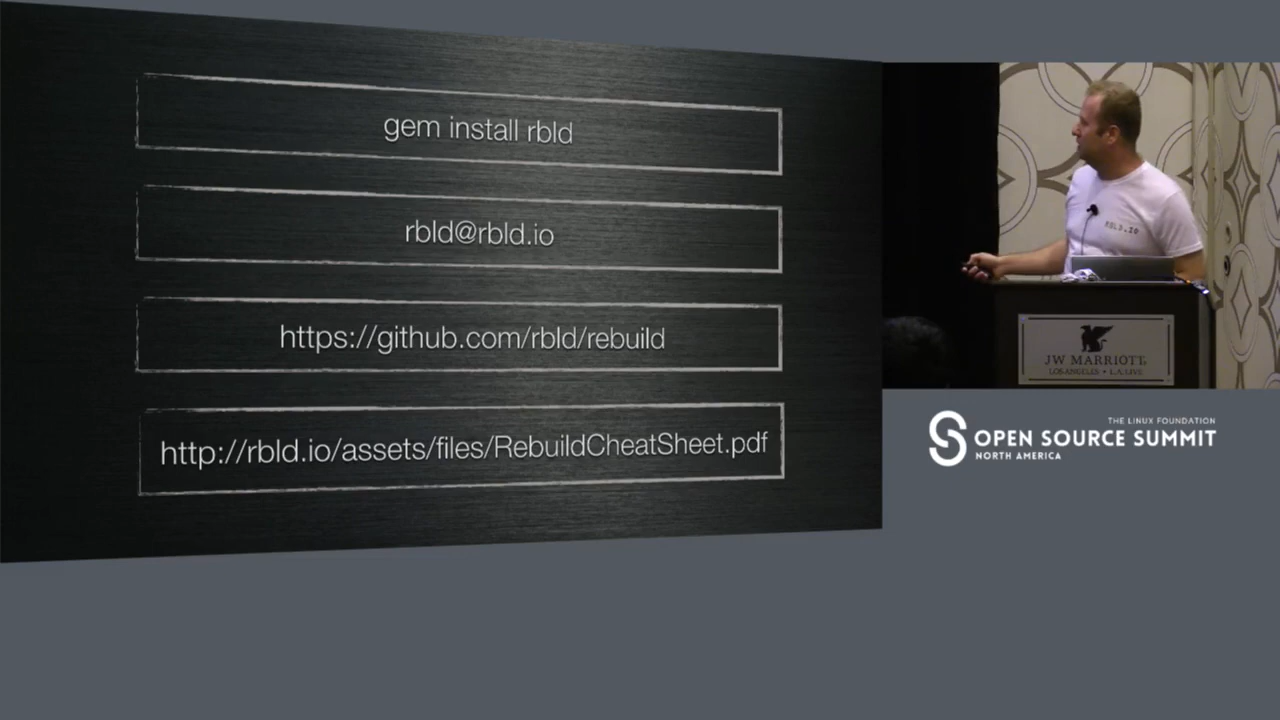 gem install rbld
rbld@rbld.io
https://github.com/rbld/rebuild
http://rbld.io/assets/files/RebuildCheatSheet.pdf
RBLD.IO
JW MARRIOTT
LOS ANGELES • L.A. LIVE
THE LINUX FOUNDATION
OPEN SOURCE SUMMIT
NORTH AMERICA